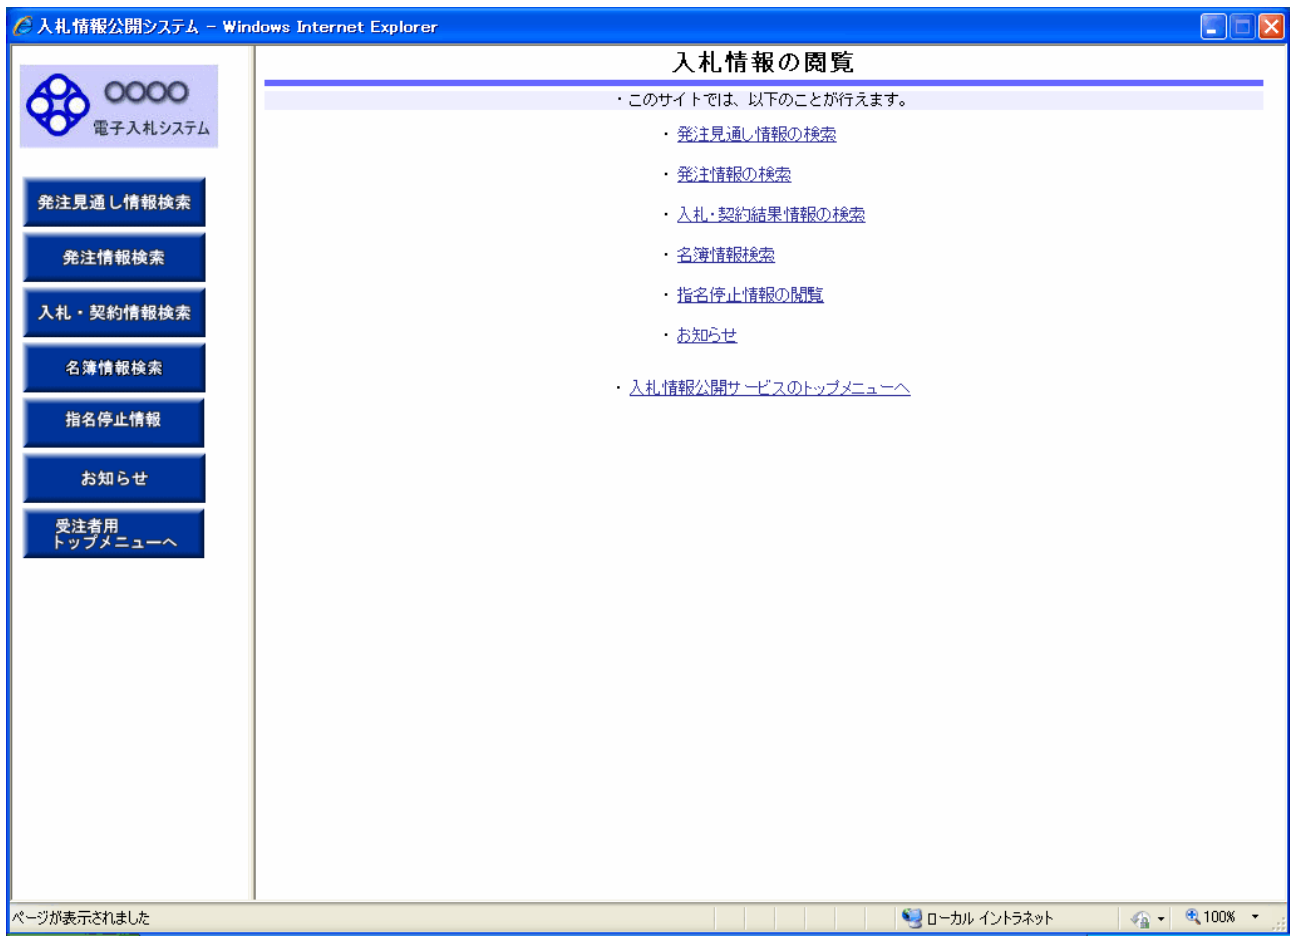 入札情報公開システム - Windows Internet Explorer
○○○○
電子入札システム
発注見通し情報検索
発注情報検索
入札・契約情報検索
名簿情報検索
指名停止情報
お知らせ
受注者用
トップメニューへ
入札情報の閲覧
・このサイトでは、以下のことが行えます。
・発注見通し情報の検索
・発注情報の検索
・入札・契約結果情報の検索
・名簿情報検索
・指名停止情報の閲覧
・お知らせ
・入札情報公開サービスのトップメニューへ
ページが表示されました
ローカル イントラネット
100%